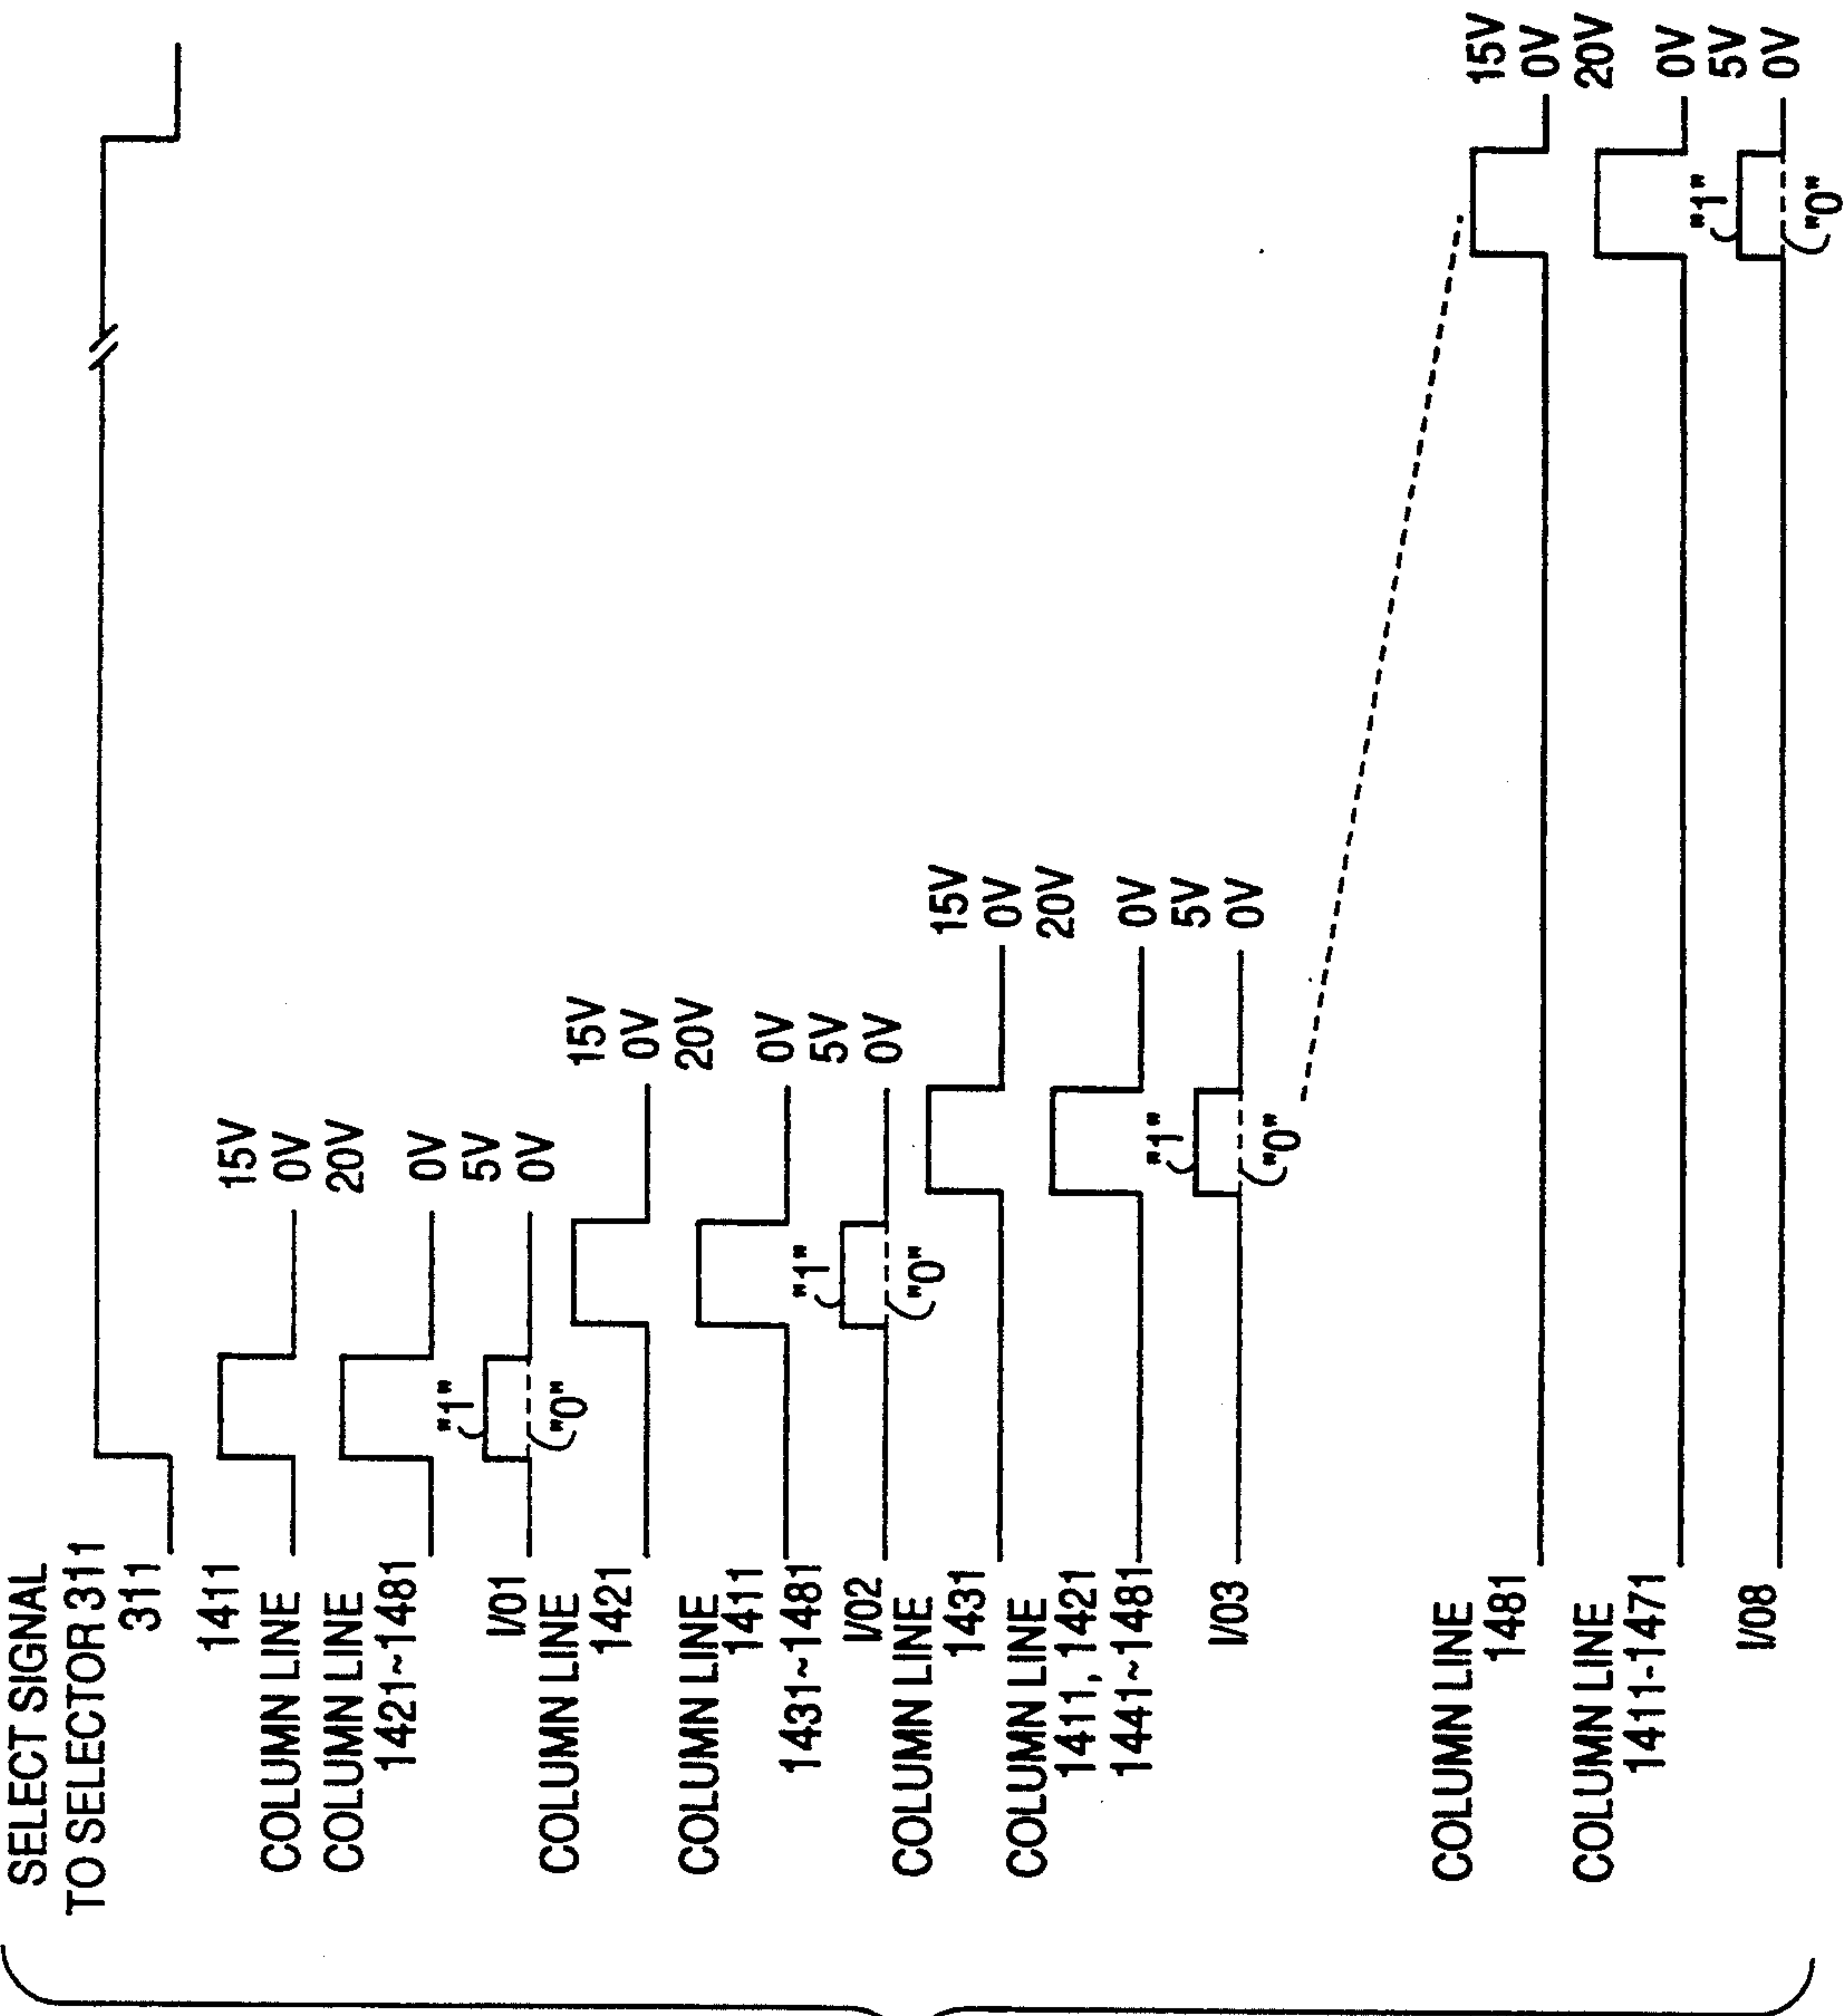 SELECT SIGNAL
TO SELECTOR 311
311
1411
COLUMN LINE
15V
0V
COLUMN LINE
1421~1481
20V
0V
I/01
"1"
"0"
5V
0V
COLUMN LINE
1421
15V
0V
COLUMN LINE
1411
1431~1481
20V
0V
I/02
"1"
"0"
5V
0V
COLUMN LINE
1431
15V
0V
COLUMN LINE
1411, 1421
1441~1481
20V
0V
I/03
"1"
"0"
5V
0V
COLUMN LINE
1481
15V
0V
COLUMN LINE
1411-1471
20V
0V
I/08
"1"
"0"
5V
0V